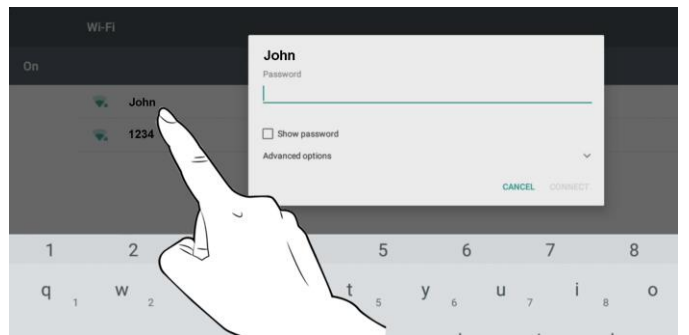 Wi-Fi
On
John
1234
John
Password
Show password
Advanced options
CANCEL CONNECT
1 2 5 6 7 8
q 1 w 2 t 5 y 6 u 7 i 8 o